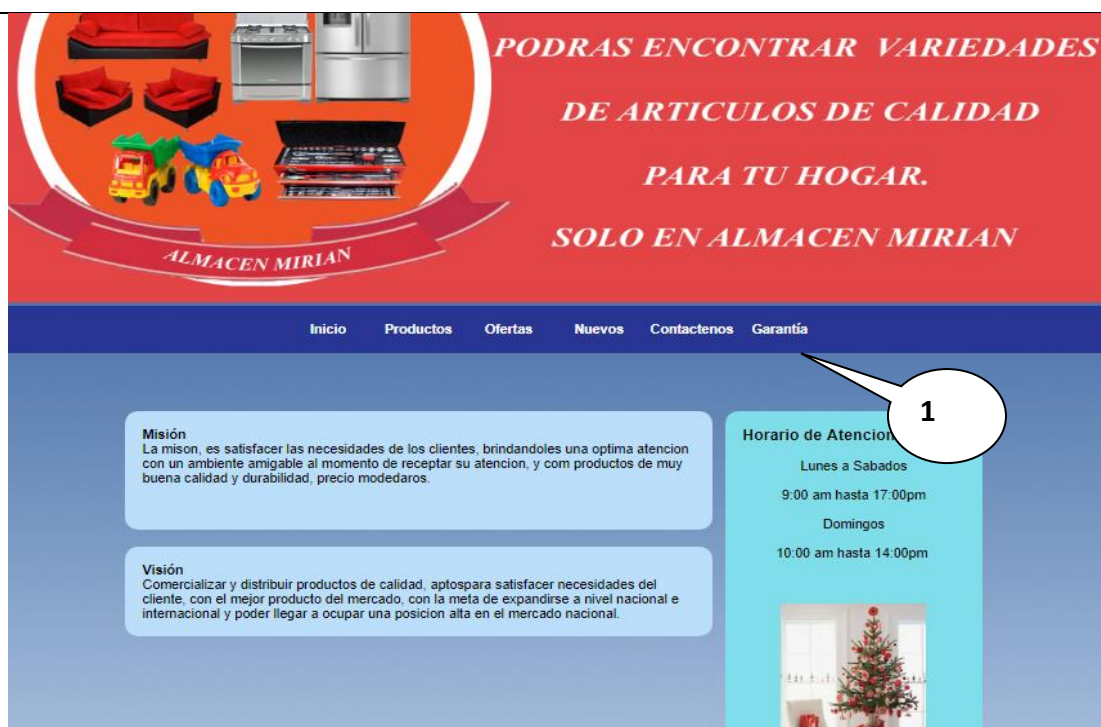 PODRAS ENCONTRAR VARIEDADES
DE ARTICULOS DE CALIDAD
PARA TU HOGAR.
SOLO EN ALMACEN MIRIAN
ALMACEN MIRIAN
Inicio Productos Ofertas Nuevos Contactenos Garantía
1
Misión
La mison, es satisfacer las necesidades de los clientes, brindandoles una optima atencion
con un ambiente amigable al momento de receptar su atencion, y com productos de muy
buena calidad y durabilidad, precio modedaros.
Visión
Comercializar y distribuir productos de calidad, aptospara satisfacer necesidades del
cliente, con el mejor producto del mercado, con la meta de expandirse a nivel nacional e
internacional y poder llegar a ocupar una posicion alta en el mercado nacional.
Horario de Atencion
Lunes a Sabados
9:00 am hasta 17:00pm
Domingos
10:00 am hasta 14:00pm